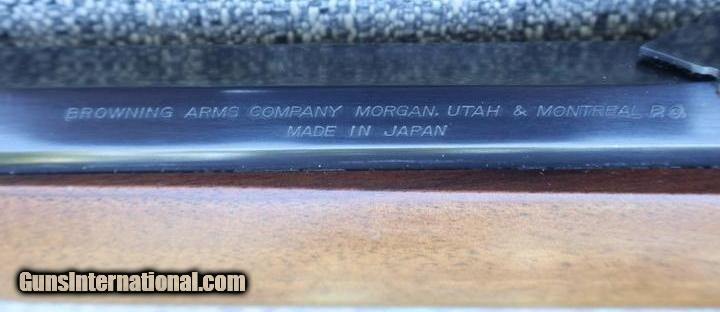 BROWNING ARMS COMPANY MORGAN, UTAH & MONTREAL P.Q.
MADE IN JAPAN
GunsInternational.com